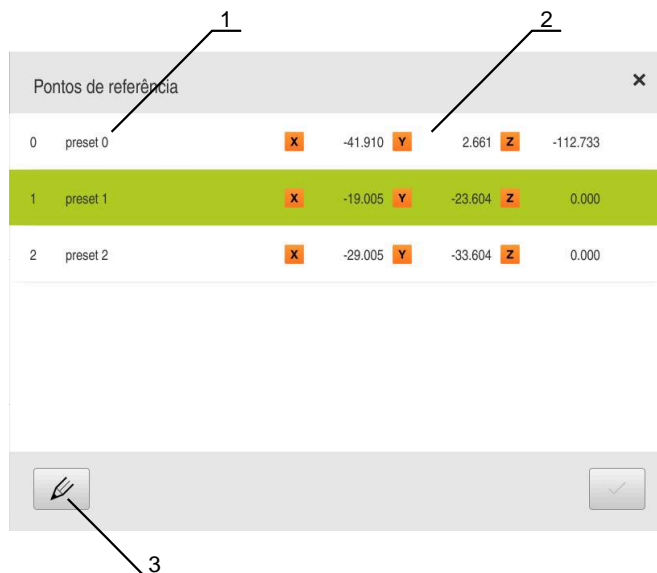 1 2
Pontos de referência ×
0 preset 0 X -41.910 Y 2.661 Z -112.733
1 preset 1 X -19.005 Y -23.604 Z 0.000
2 preset 2 X -29.005 Y -33.604 Z 0.000
3